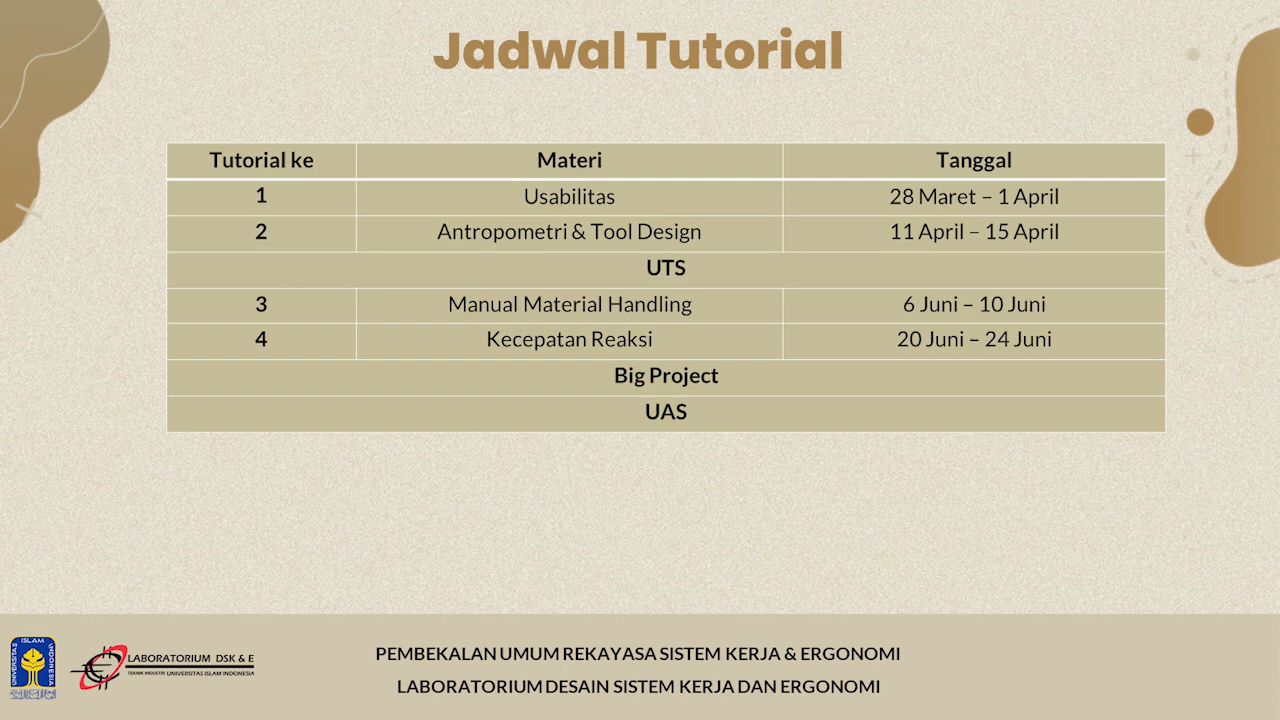 Jadwal Tutorial
Tutorial ke Materi Tanggal
1 Usabilitas 28 Maret – 1 April
2 Antropometri & Tool Design 11 April – 15 April
UTS
3 Manual Material Handling 6 Juni – 10 Juni
4 Kecepatan Reaksi 20 Juni – 24 Juni
Big Project
UAS
UNIVERSITAS ISLAM INDONESIA
LABORATORIUM DSK & E
TEKNIK INDUSTRI UNIVERSITAS ISLAM INDONESIA
PEMBEKALAN UMUM REKAYASA SISTEM KERJA & ERGONOMI
LABORATORIUM DESAIN SISTEM KERJA DAN ERGONOMI